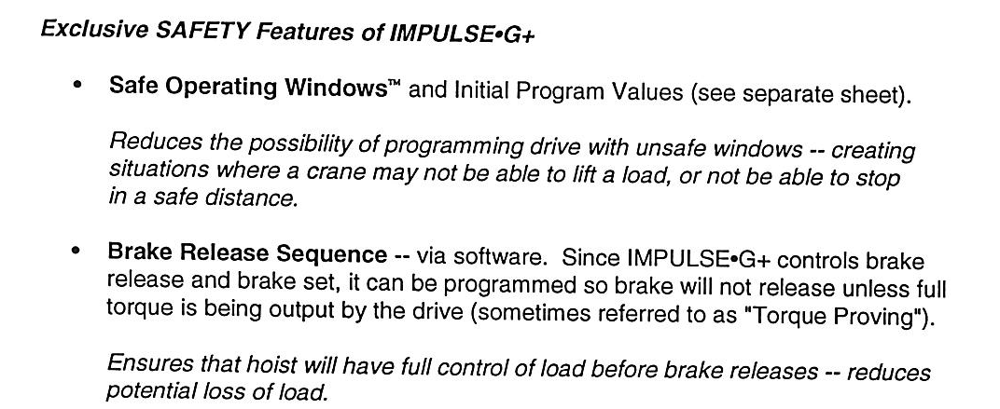 Exclusive SAFETY Features of IMPULSE•G+
• Safe Operating Windows™ and Initial Program Values (see separate sheet).
Reduces the possibility of programming drive with unsafe windows -- creating
situations where a crane may not be able to lift a load, or not be able to stop
in a safe distance.
• Brake Release Sequence -- via software. Since IMPULSE•G+ controls brake
release and brake set, it can be programmed so brake will not release unless full
torque is being output by the drive (sometimes referred to as "Torque Proving").
Ensures that hoist will have full control of load before brake releases -- reduces
potential loss of load.